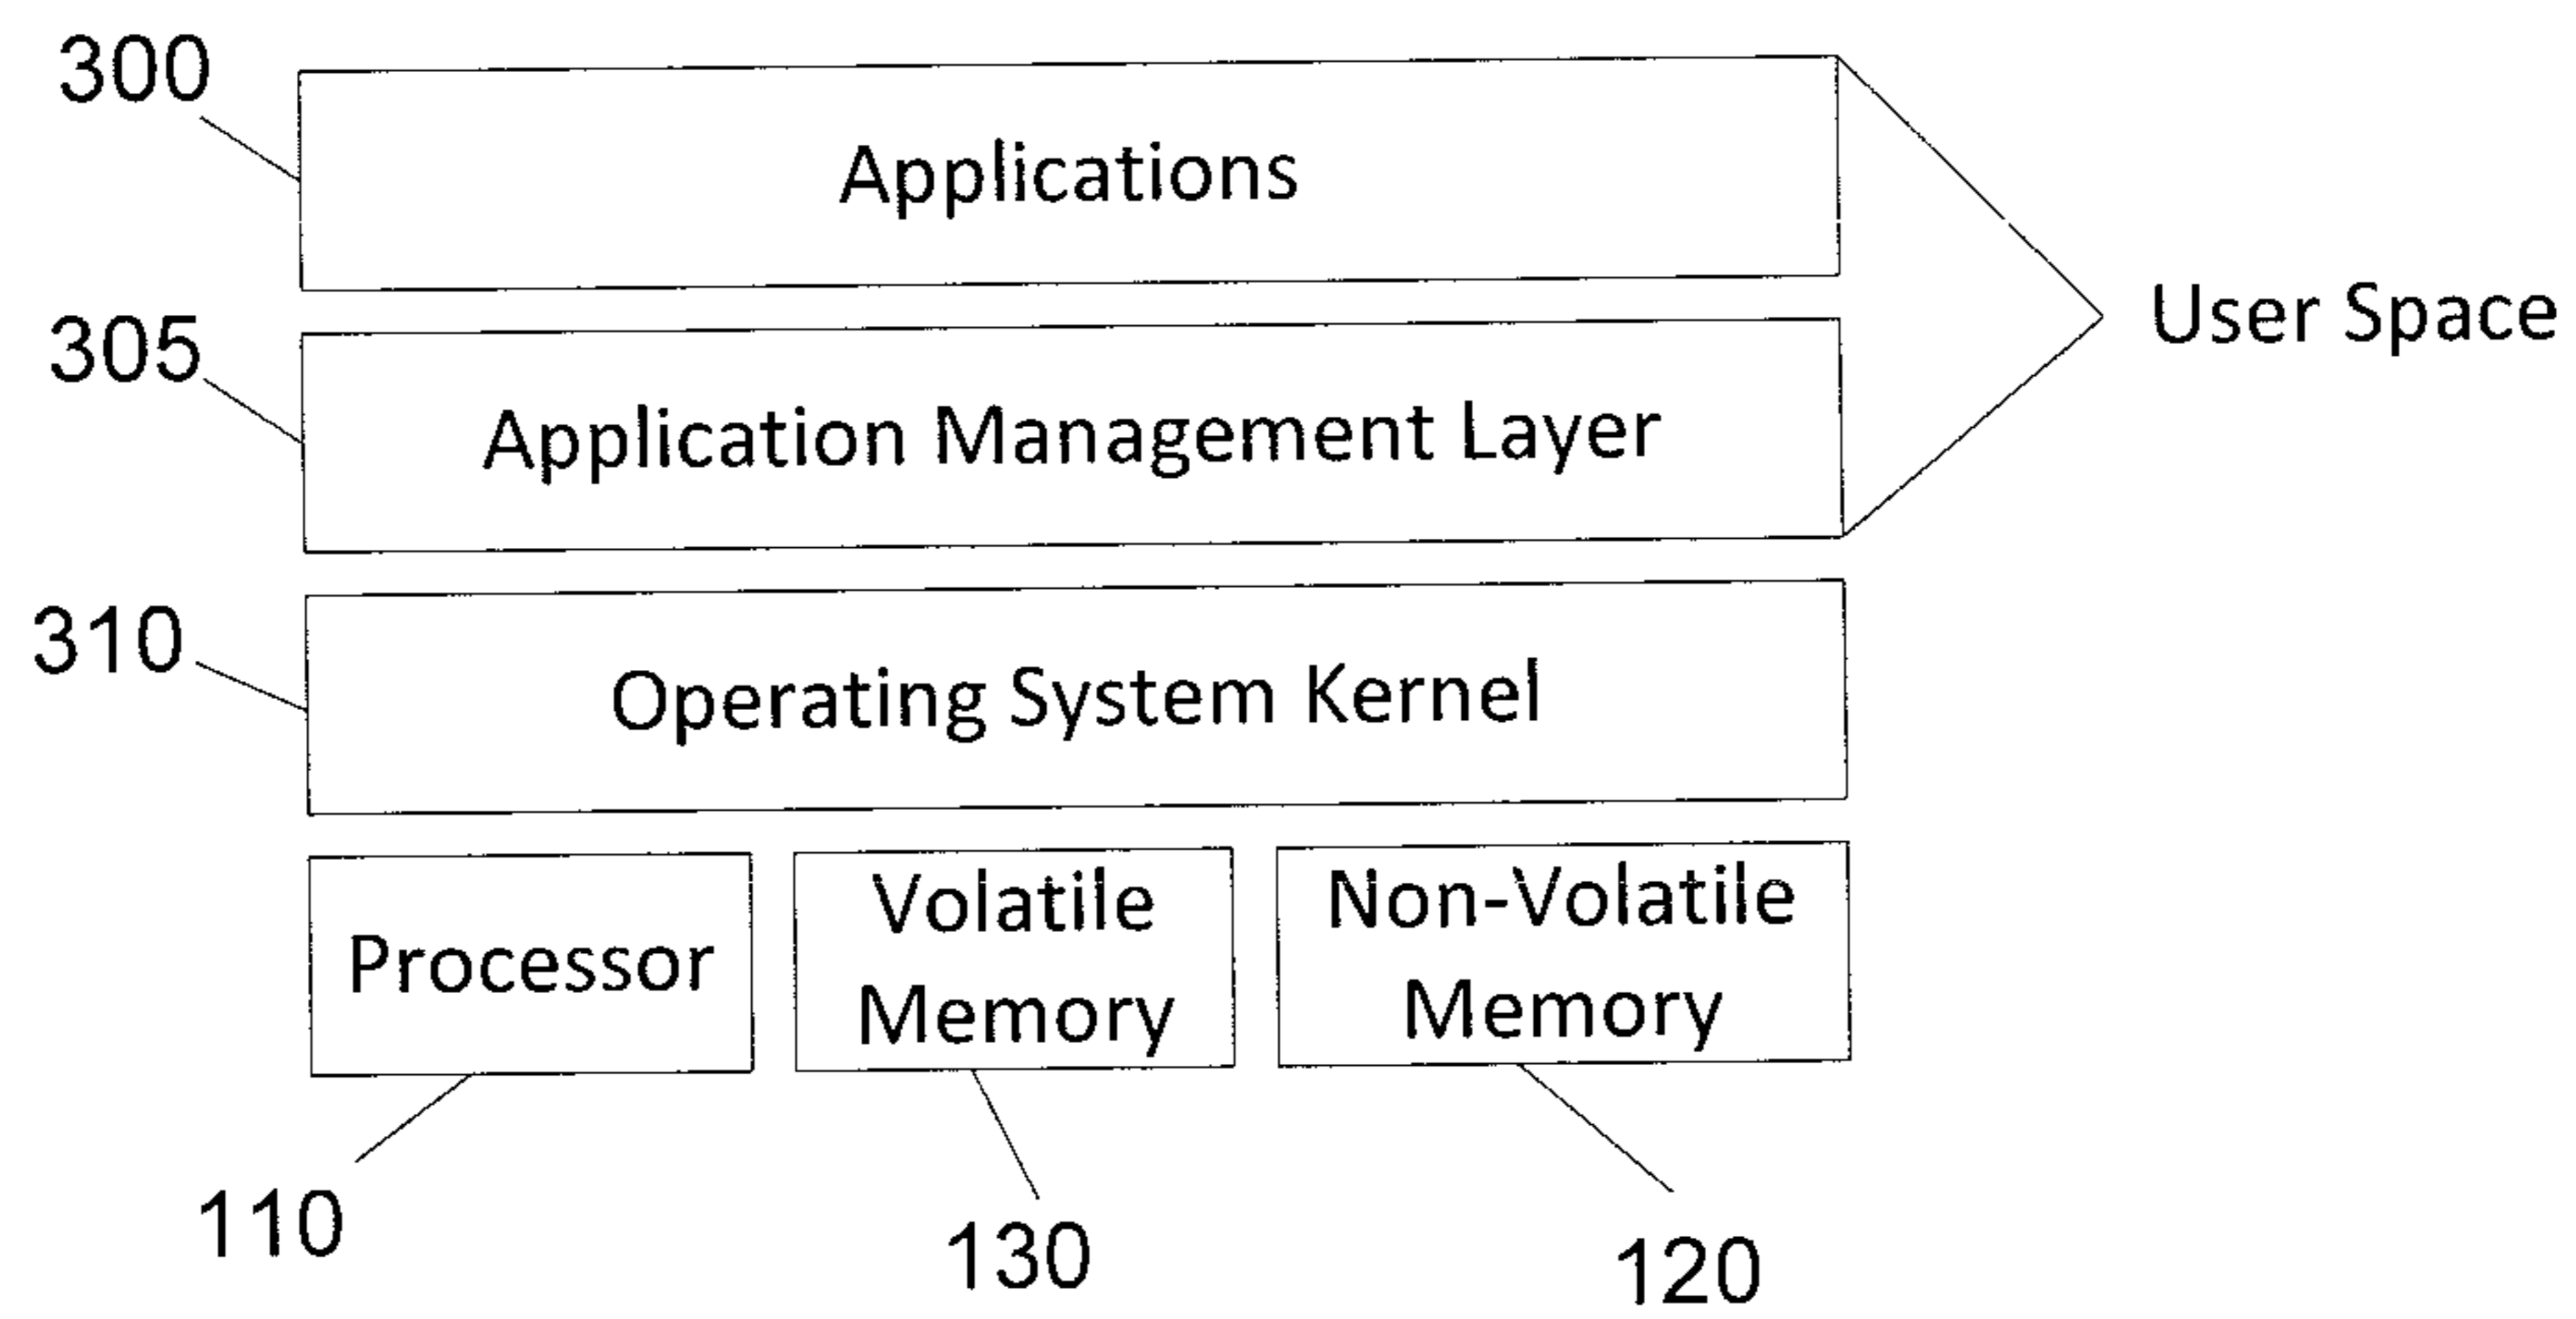 300
Applications
305
User Space
Application Management Layer
310
Operating System Kernel
Processor
Volatile
Memory
Non-Volatile
Memory
110
130
120